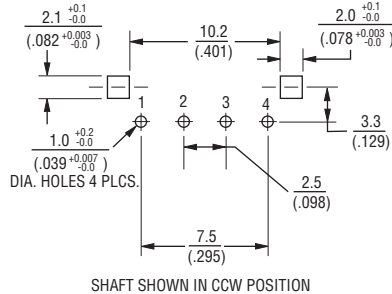 2.1 +0.1 -0.0
(.082 +0.003 -0.0)
10.2
(.401)
2.0 +0.1 -0.0
(.078 +0.003 -0.0)
1 2 3 4
1.0 +0.2 -0.0
(.039 +0.007 -0.0)
DIA. HOLES 4 PLCS.
3.3
(.129)
2.5
(.098)
7.5
(.295)
SHAFT SHOWN IN CCW POSITION